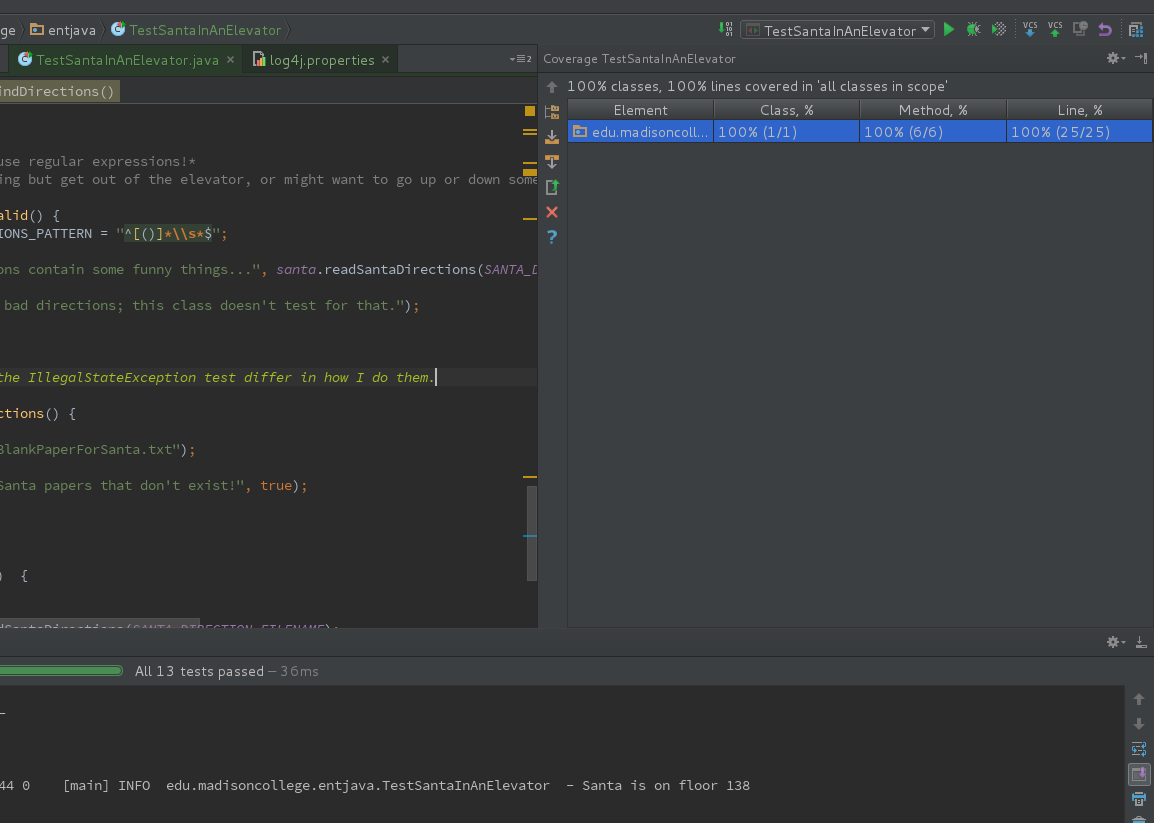 ge entjava TestSantaInAnElevator
TestSantaInAnElevator
VCS VCS
TestSantaInAnElevator.java × log4j.properties ×
2
Coverage TestSantaInAnElevator
indDirections()
100% classes, 100% lines covered in 'all classes in scope'
Element Class, % Method, % Line, %
edu.madisoncoll... 100% (1/1) 100% (6/6) 100% (25/25)
use regular expressions!*
ing but get out of the elevator, or might want to go up or down some
alid() {
IONS_PATTERN = "^[()]*\\s*$";
ons contain some funny things...", santa.readSantaDirections(SANTA_D
bad directions; this class doesn't test for that.");
the IllegalStateException test differ in how I do them.
ctions() {
BlankPaperForSanta.txt");
Santa papers that don't exist!", true);
) {
dSantaDirections(SANTA_DIRECTION_FILENAME);
All 13 tests passed – 36ms
44 0 [main] INFO edu.madisoncollege.entjava.TestSantaInAnElevator - Santa is on floor 138